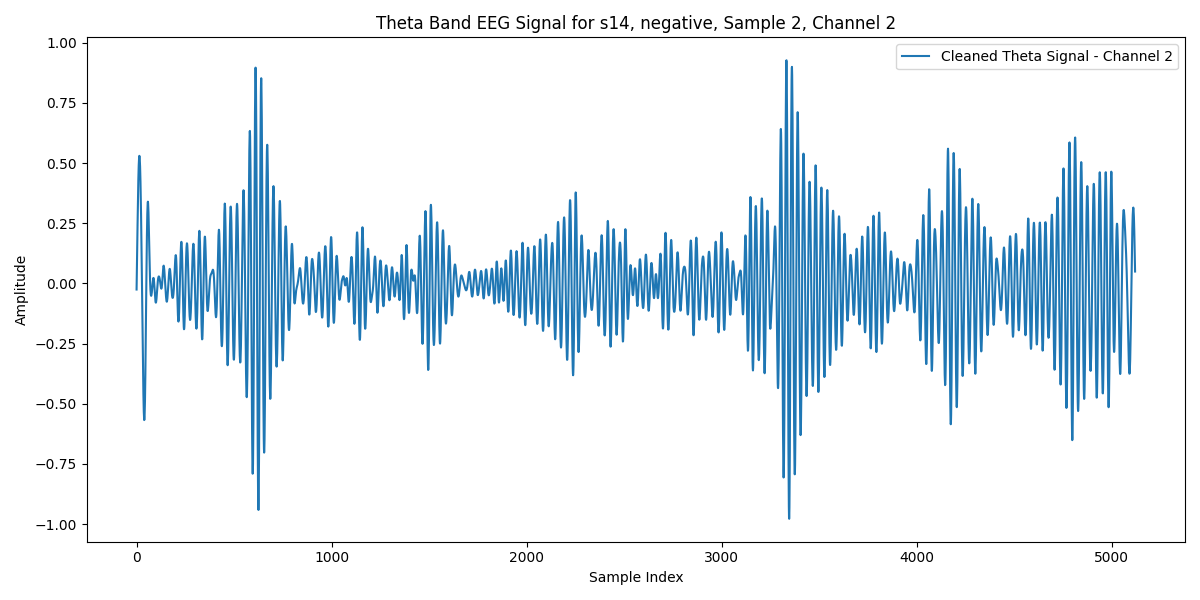 Theta Band EEG Signal for s14, negative, Sample 2, Channel 2
Cleaned Theta Signal - Channel 2
1.00
0.75
0.50
0.25
0.00
−0.25
−0.50
−0.75
−1.00
Amplitude
0 1000 2000 3000 4000 5000
Sample Index